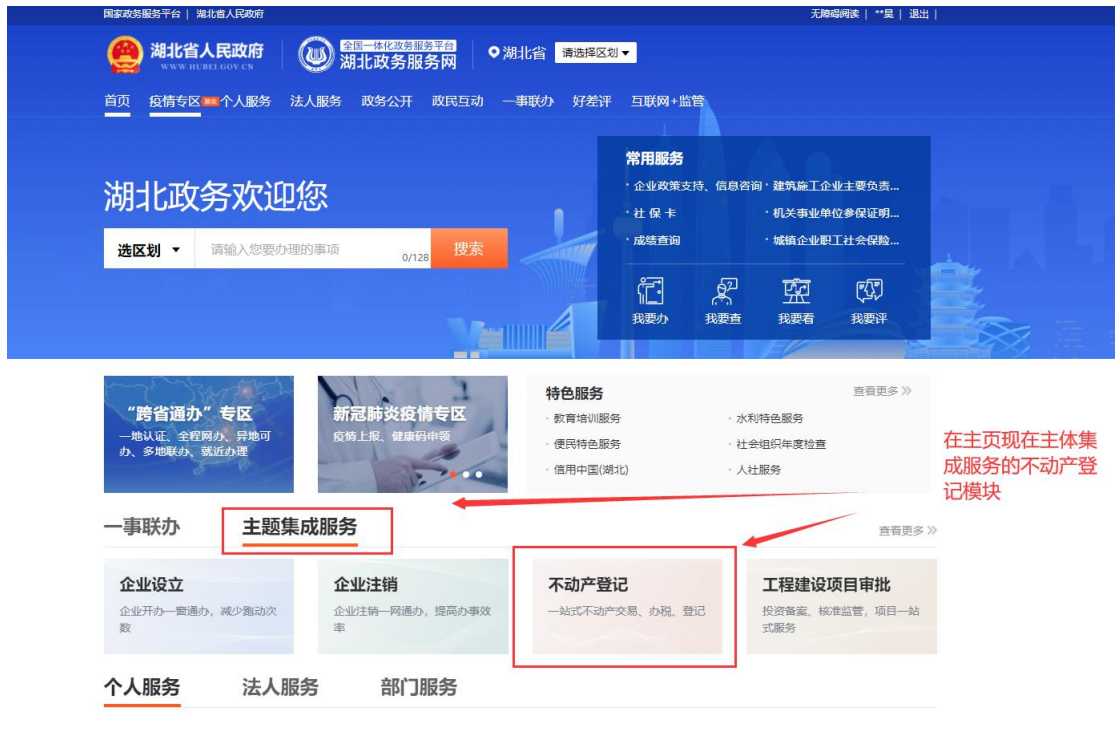 国家政务服务平台 | 湖北省人民政府
无障碍阅读 | **昊 | 退出 |
湖北省人民政府
WWW.HUBEI.GOV.CN
全国一体化政务服务平台
湖北政务服务网
湖北省 请选择区划
首页 疫情专区 个人服务 法人服务 政务公开 政民互动 一事联办 好差评 互联网+监管
常用服务
·企业政策支持、信息咨询 ·建筑施工企业主要负责...
·社保卡 ·机关事业单位参保证明...
·成绩查询 ·城镇企业职工社会保险...
湖北政务欢迎您
选区划 请输入您要办理的事项 0/128 搜索
我要办 我要查 我要看 我要评
“跨省通办”专区
一地认证、全程网办、异地可
办、多地联办、就近办理
新冠肺炎疫情专区
疫情上报、健康码申领
特色服务 查看更多 》
·教育培训服务 ·水利特色服务
·便民特色服务 ·社会组织年度检查
·信用中国(湖北) ·人社服务
在主页现在主体集
成服务的不动产登
记模块
一事联办 主题集成服务 查看更多 》
企业设立
企业开办一窗通办，减少跑动次
数
企业注销
企业注销一网通办，提高办事效
率
不动产登记
一站式不动产交易、办税、登记
工程建设项目审批
投资备案、核准监管，项目一站
式服务
个人服务 法人服务 部门服务